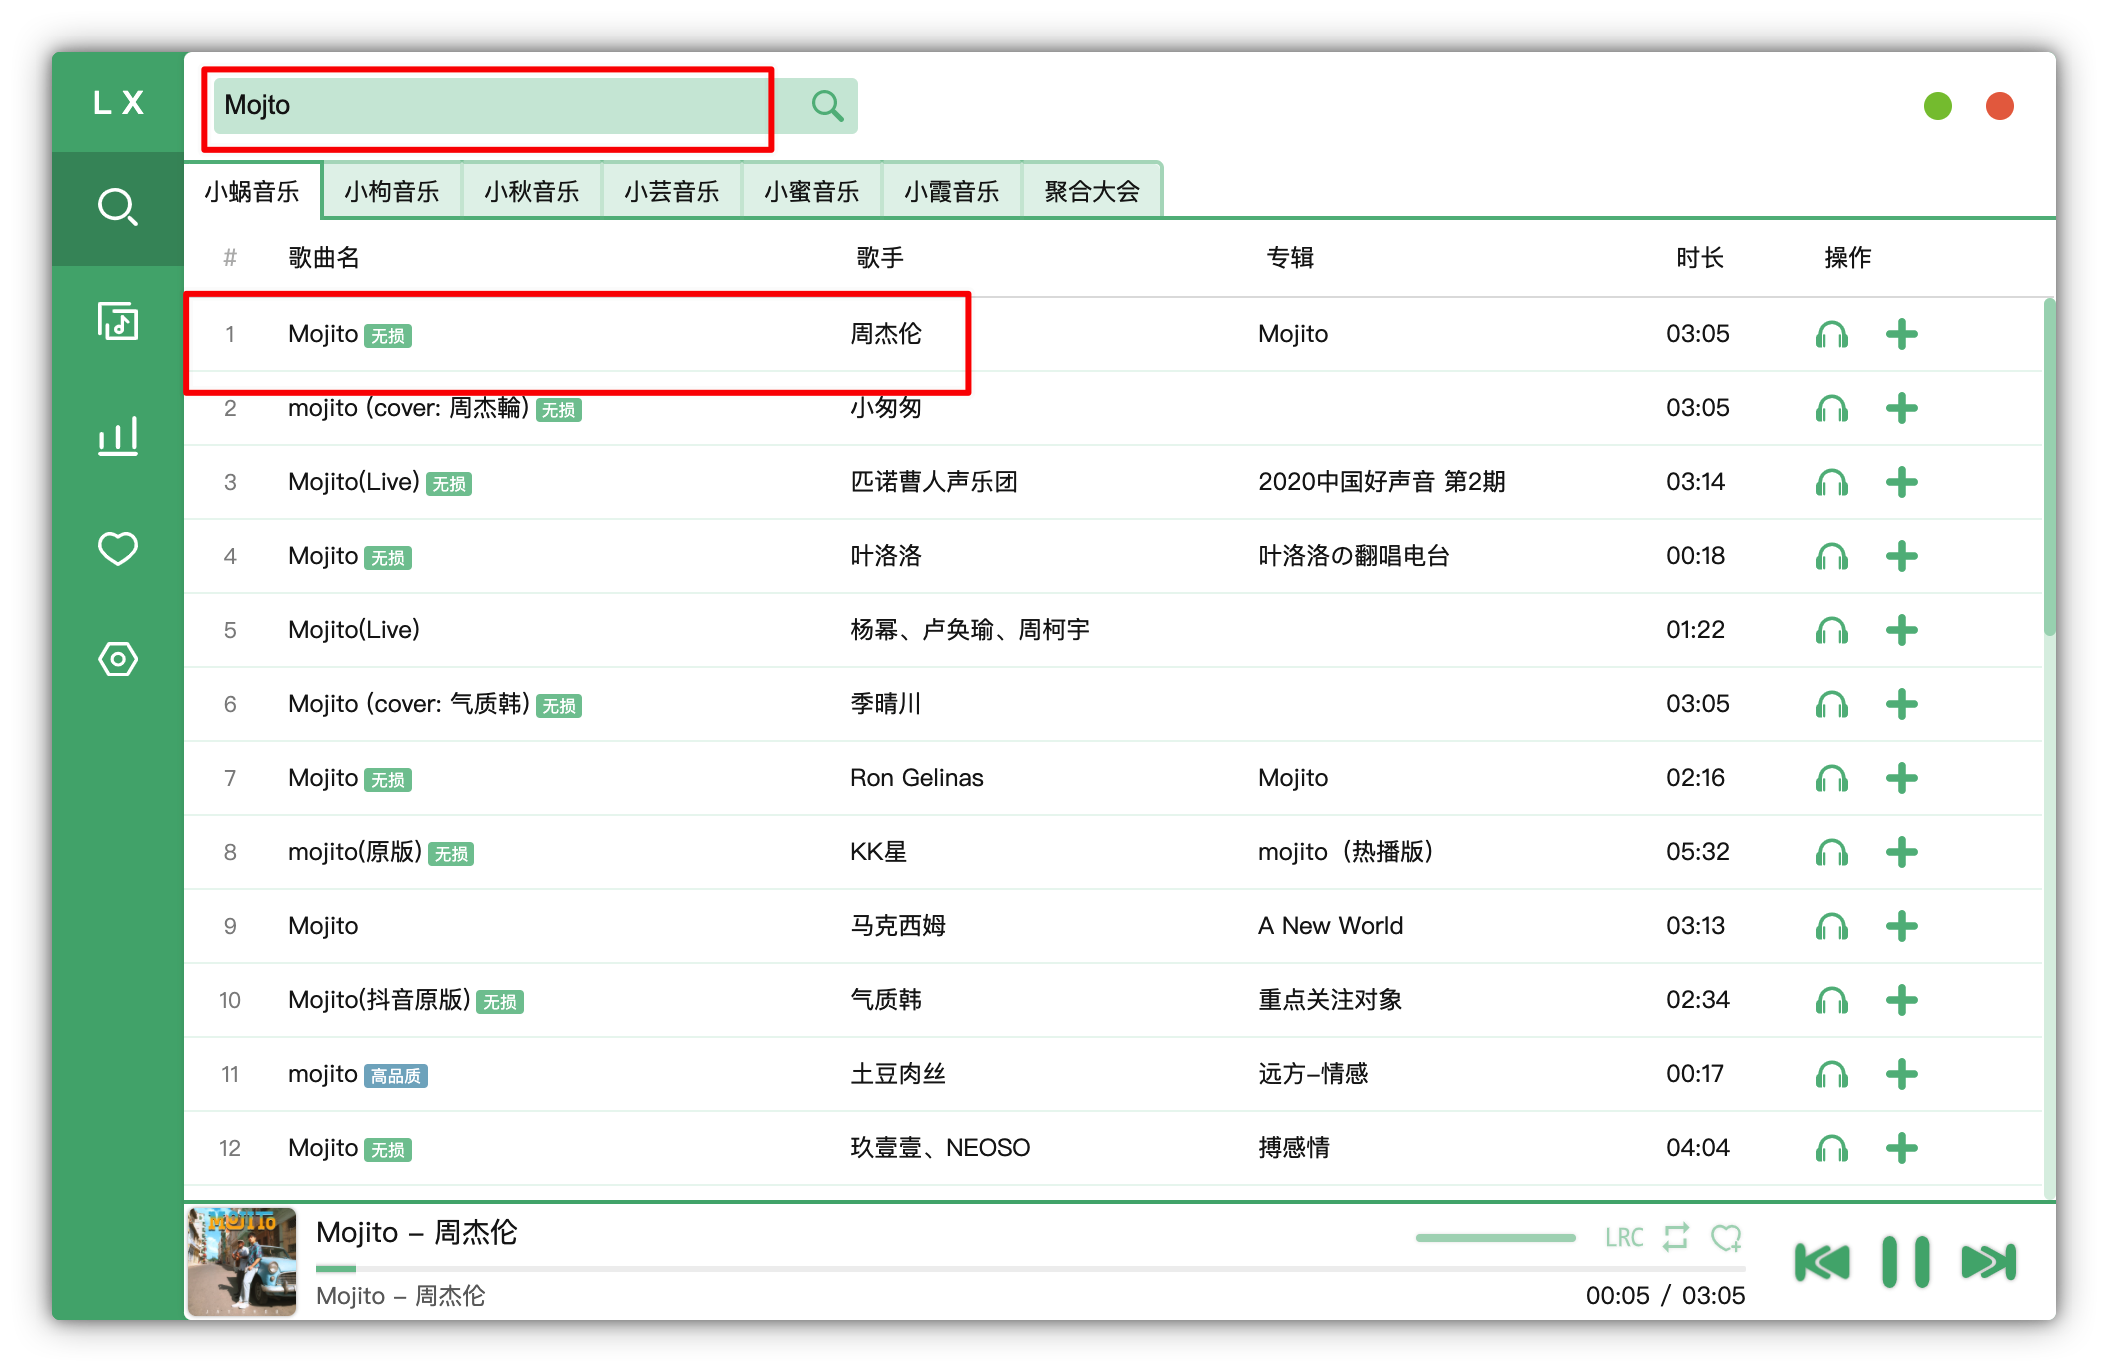 LX
Mojto
小蜗音乐 小枸音乐 小秋音乐 小芸音乐 小蜜音乐 小霞音乐 聚合大会
# 歌曲名 歌手 专辑 时长 操作
1 Mojito 无损 周杰伦 Mojito 03:05
2 mojito (cover: 周杰輪) 无损 小匆匆 03:05
3 Mojito(Live) 无损 匹诺曹人声乐团 2020中国好声音 第2期 03:14
4 Mojito 无损 叶洛洛 叶洛洛の翻唱电台 00:18
5 Mojito(Live) 杨幂、卢奂瑜、周柯宇 01:22
6 Mojito (cover: 气质韩) 无损 季晴川 03:05
7 Mojito 无损 Ron Gelinas Mojito 02:16
8 mojito(原版) 无损 KK星 mojito（热播版） 05:32
9 Mojito 马克西姆 A New World 03:13
10 Mojito(抖音原版) 无损 气质韩 重点关注对象 02:34
11 mojito 高品质 土豆肉丝 远方–情感 00:17
12 Mojito 无损 玖壹壹、NEOSO 搏感情 04:04
MOJITO
Mojito – 周杰伦
LRC
Mojito – 周杰伦
00:05 / 03:05